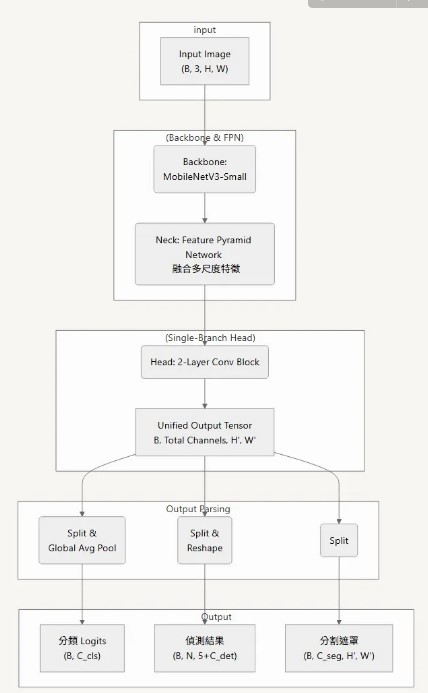 input
Input Image
(B, 3, H, W)
(Backbone & FPN)
Backbone:
MobileNetV3-Small
Neck: Feature Pyramid
Network
融合多尺度特徵
(Single-Branch Head)
Head: 2-Layer Conv Block
Unified Output Tensor
B, Total Channels, H', W'
Output Parsing
Split &
Global Avg Pool
Split &
Reshape
Split
Output
分類 Logits
(B, C_cls)
偵測結果
(B, N, 5+C_det)
分割遮罩
(B, C_seg, H', W')